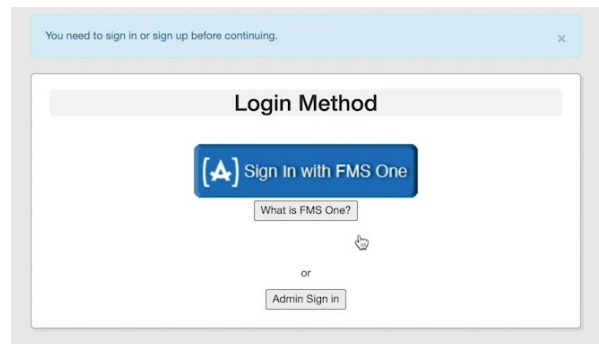 You need to sign in or sign up before continuing.
×
Login Method
[A] Sign In with FMS One
What is FMS One?
or
Admin Sign in